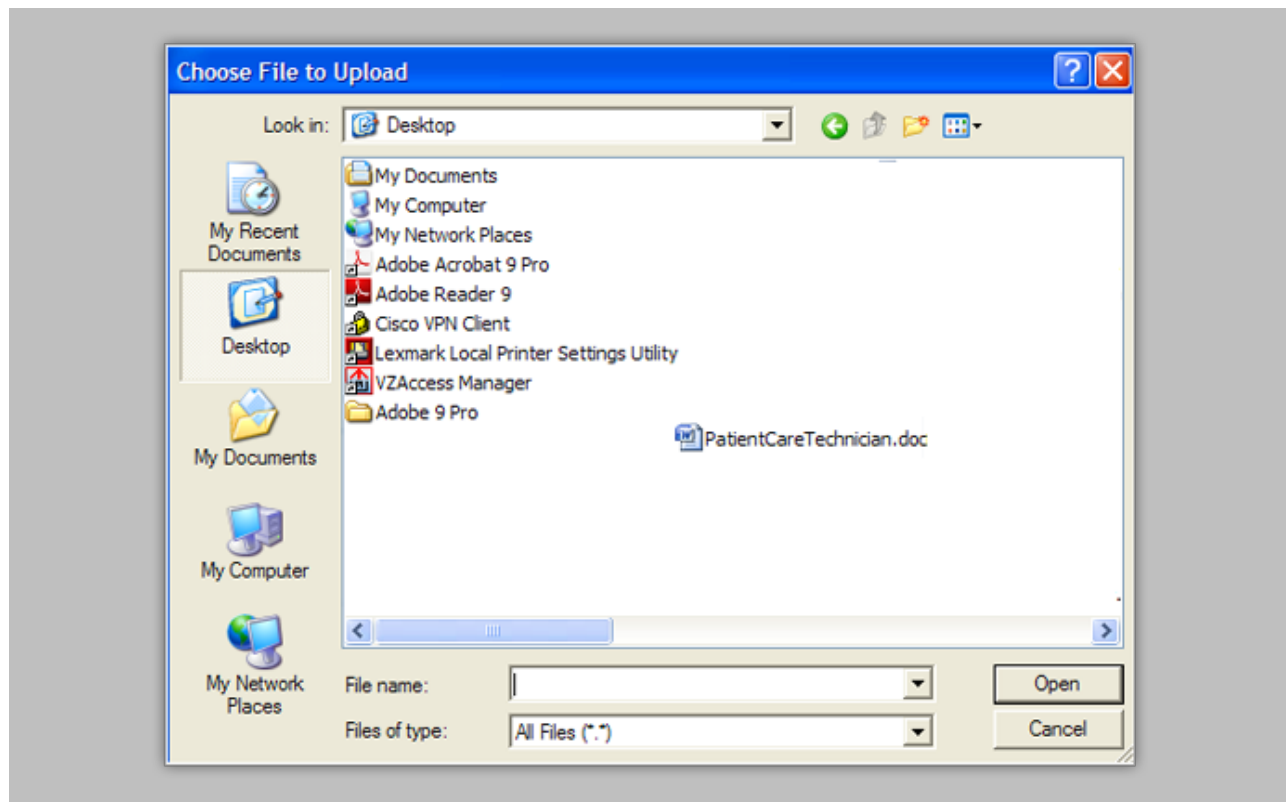 Choose File to Upload
Look in: Desktop
My Recent
Documents
Desktop
My Documents
My Computer
My Network
Places
My Documents
My Computer
My Network Places
Adobe Acrobat 9 Pro
Adobe Reader 9
Cisco VPN Client
Lexmark Local Printer Settings Utility
VZAccess Manager
Adobe 9 Pro
PatientCareTechnician.doc
File name:
Open
Files of type: All Files (*.*)
Cancel